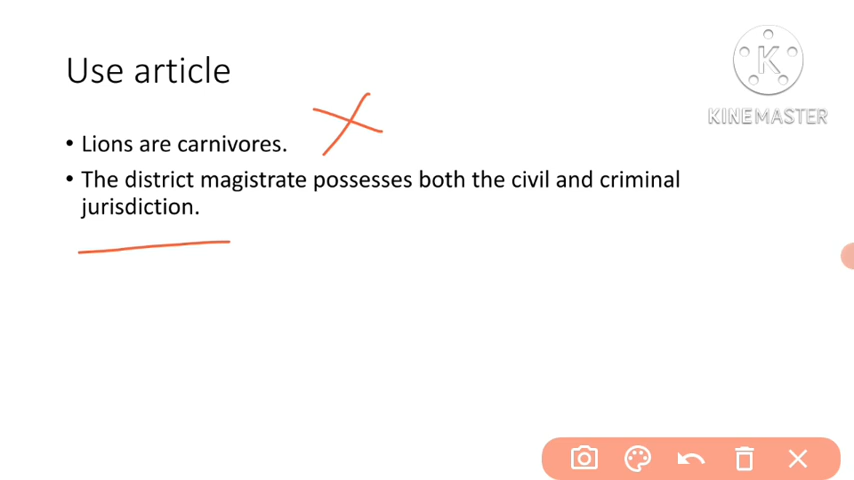 Use article
KINEMASTER
• Lions are carnivores.
• The district magistrate possesses both the civil and criminal
jurisdiction.